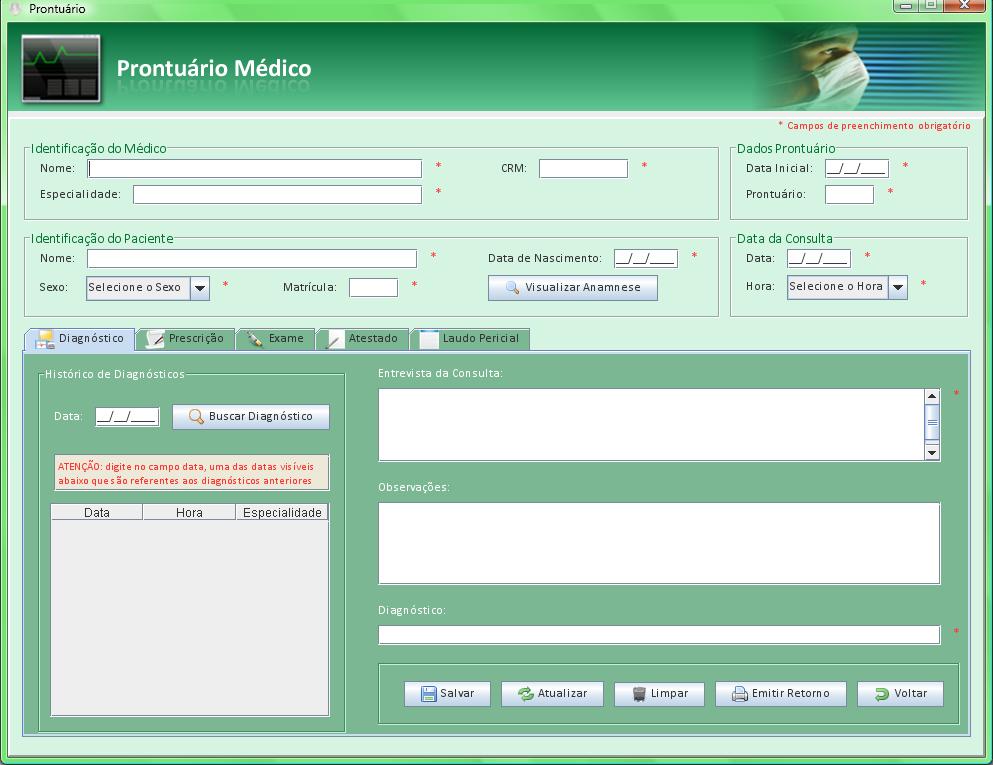 Prontuário
Prontuário Médico
* Campos de preenchimento obrigatório
Identificação do Médico
Nome: * CRM: *
Especialidade: *
Dados Prontuário
Data Inicial: __/__/____ *
Prontuário: *
Identificação do Paciente
Nome: * Data de Nascimento: __/__/____ *
Sexo: Selecione o Sexo * Matrícula: * Visualizar Anamnese
Data da Consulta
Data: __/__/____ *
Hora: Selecione o Hora *
Diagnóstico Prescrição Exame Atestado Laudo Pericial
Histórico de Diagnósticos
Data: __/__/____ Buscar Diagnóstico
ATENÇÃO: digite no campo data, uma das datas visíveis
abaixo que são referentes aos diagnósticos anteriores
Data Hora Especialidade
Entrevista da Consulta:
*
Observações:
Diagnóstico:
*
Salvar Atualizar Limpar Emitir Retorno Voltar